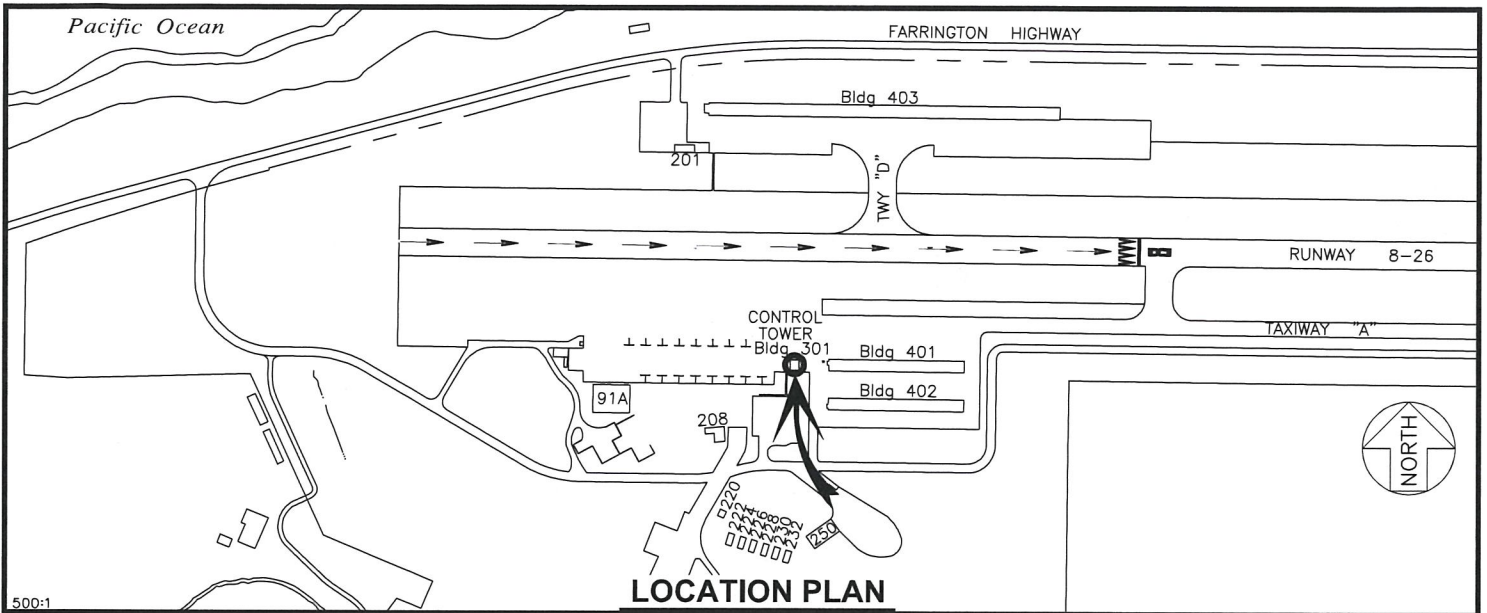 Pacific Ocean
FARRINGTON HIGHWAY
Bldg 403
201
TWY "D"
8
RUNWAY 8-26
CONTROL
TOWER
Bldg 301
TAXIWAY "A"
Bldg 401
91A
Bldg 402
208
NORTH
220
222
224
226
228
230
232
250
500:1
LOCATION PLAN